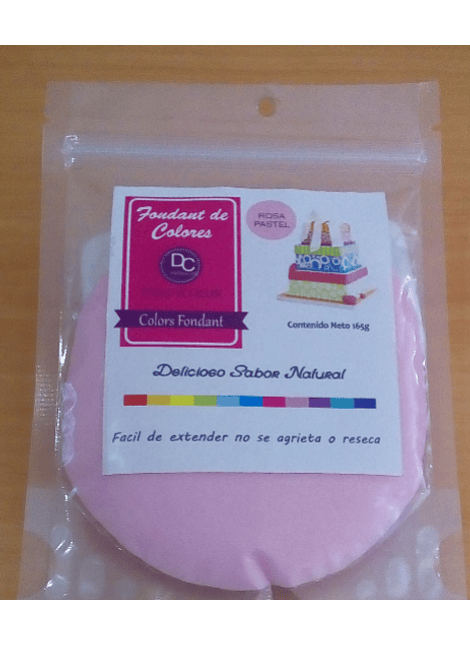 Fondant de
Colores
DC
Colors Fondant
ROSA
PASTEL
Contenido Neto 165g
Delicioso Sabor Natural
Facil de extender no se agrieta o reseca